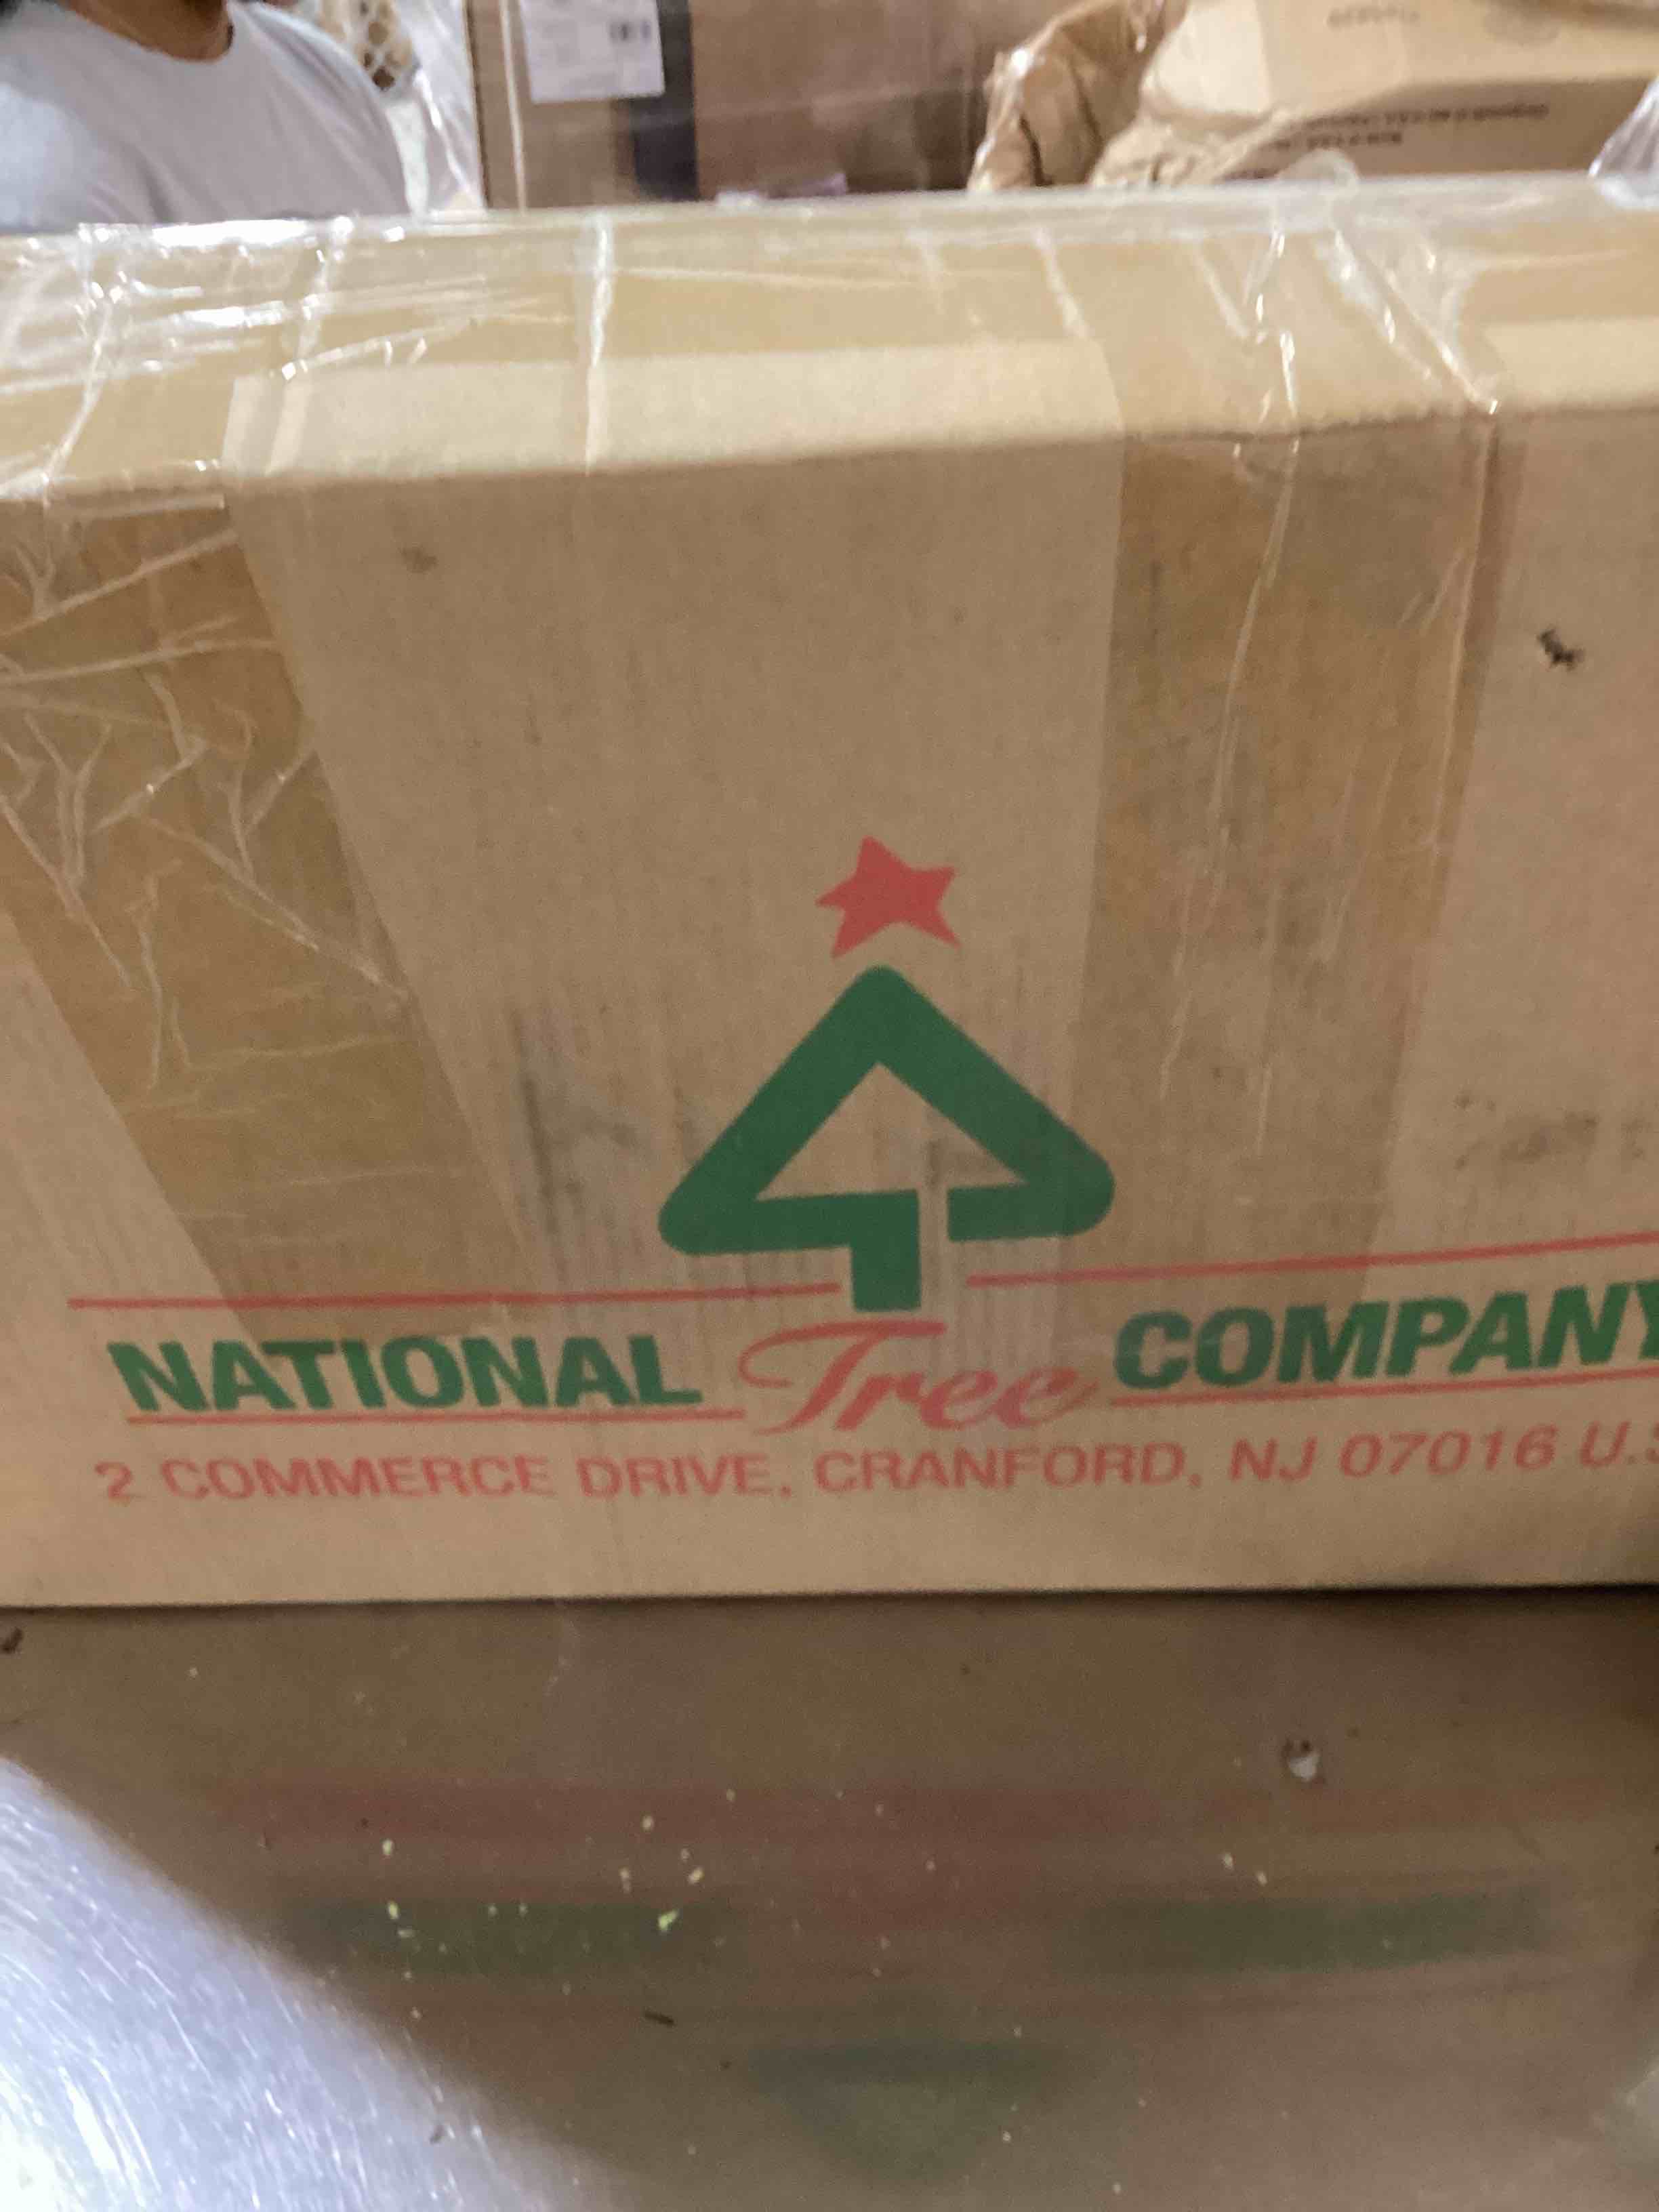 NATIONAL Tree COMPANY
2 COMMERCE DRIVE, CRANFORD, NJ 07016 U.S